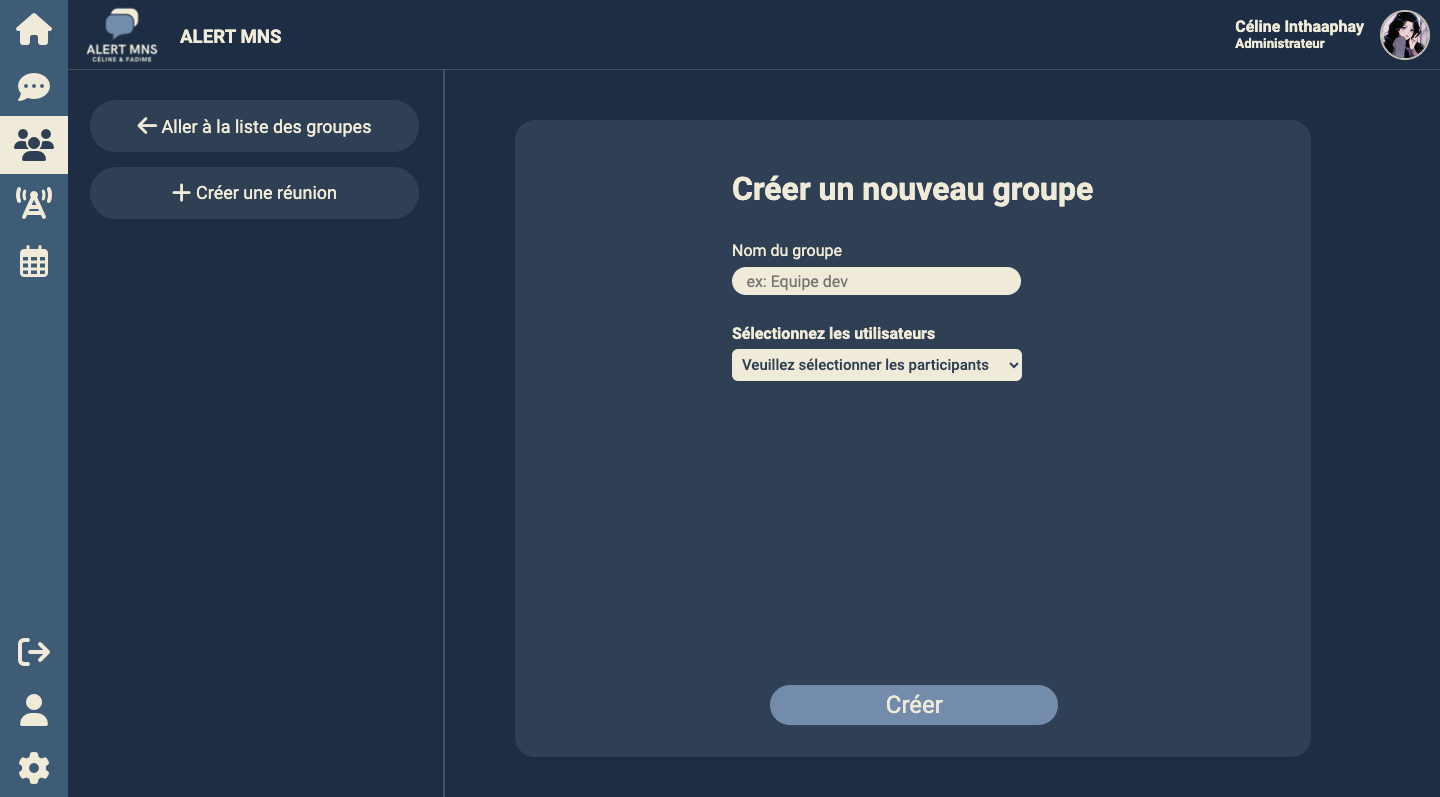 ALERT MNS
CÉLINE & FADIME
ALERT MNS
Céline Inthaaphay
Administrateur
Aller à la liste des groupes
Créer une réunion
Créer un nouveau groupe
Nom du groupe
ex: Equipe dev
Sélectionnez les utilisateurs
Veuillez sélectionner les participants
Créer